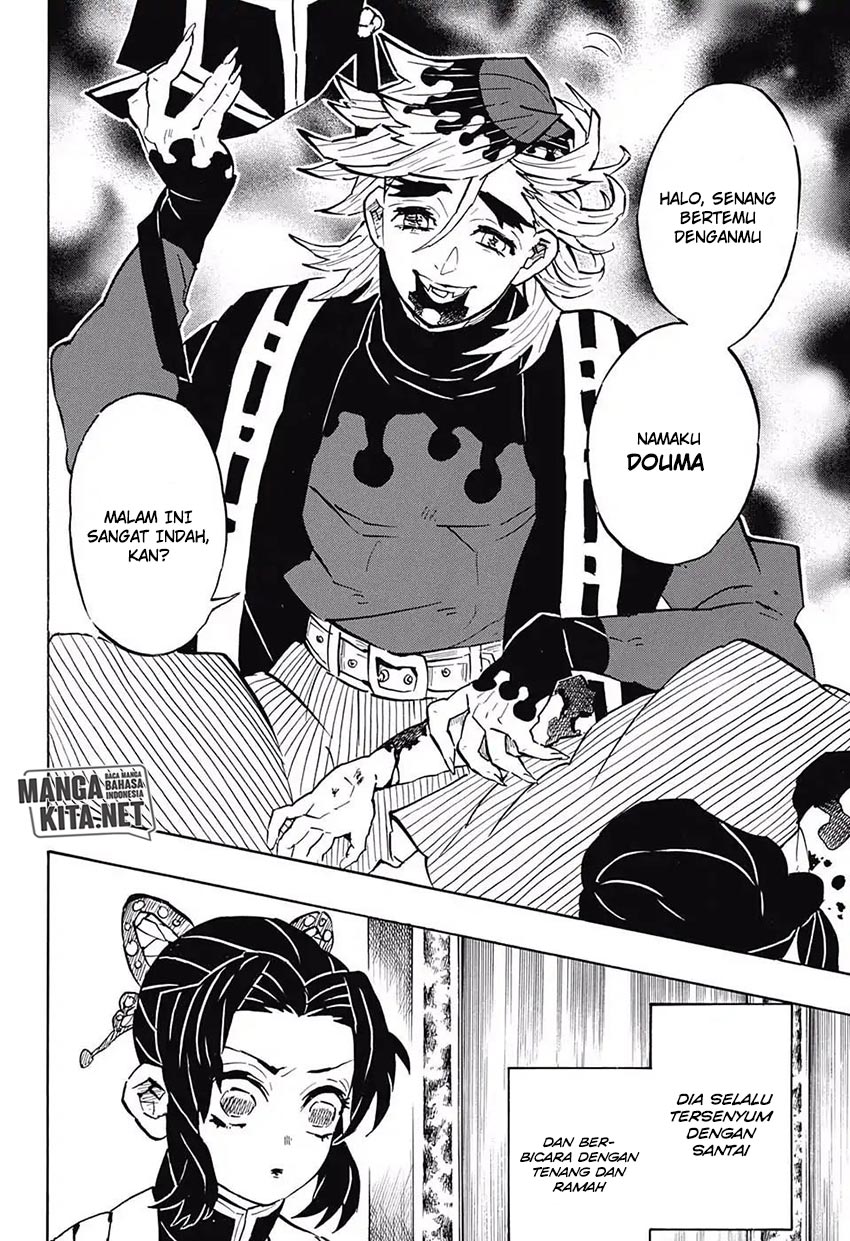 HALO, SENANG
BERTEMU
DENGANMU
NAMAKU
DOUMA
MALAM INI
SANGAT INDAH,
KAN?
MANGA
KITA.NET
BACA MANGA
BAHASA
INDONESIA
DIA SELALU
TERSENYUM
DENGAN
SANTAI
DAN BER-
BICARA DENGAN
TENANG DAN
RAMAH